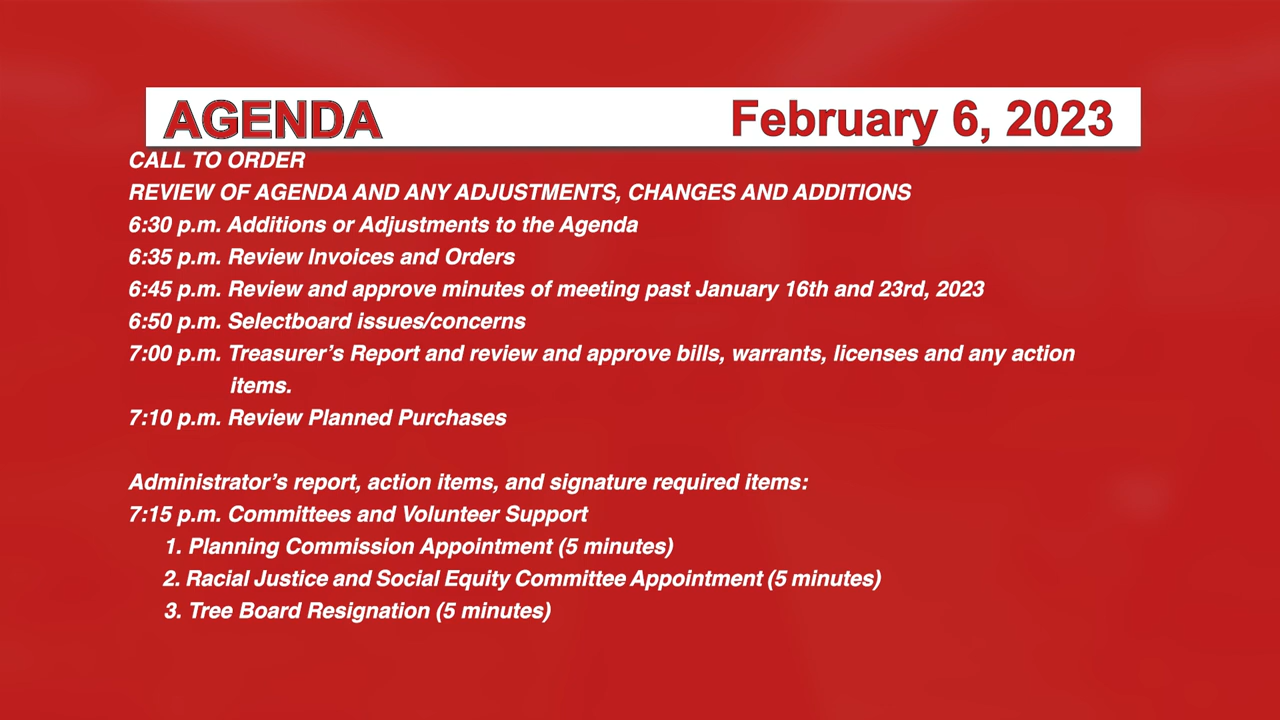 AGENDA February 6, 2023
CALL TO ORDER
REVIEW OF AGENDA AND ANY ADJUSTMENTS, CHANGES AND ADDITIONS
6:30 p.m. Additions or Adjustments to the Agenda
6:35 p.m. Review Invoices and Orders
6:45 p.m. Review and approve minutes of meeting past January 16th and 23rd, 2023
6:50 p.m. Selectboard issues/concerns
7:00 p.m. Treasurer’s Report and review and approve bills, warrants, licenses and any action
items.
7:10 p.m. Review Planned Purchases
Administrator’s report, action items, and signature required items:
7:15 p.m. Committees and Volunteer Support
1. Planning Commission Appointment (5 minutes)
2. Racial Justice and Social Equity Committee Appointment (5 minutes)
3. Tree Board Resignation (5 minutes)